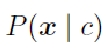 P(x | c)